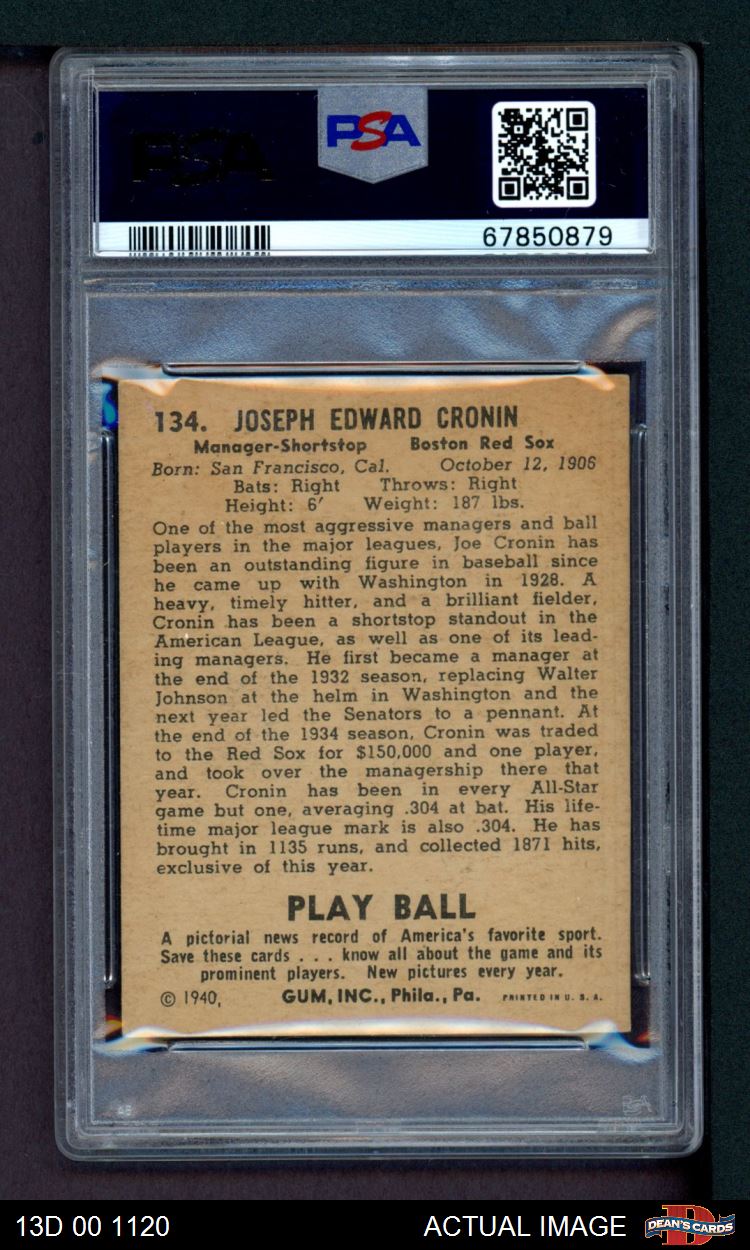 PSA
PSA
67850879
134. JOSEPH EDWARD CRONIN
Manager-Shortstop Boston Red Sox
Born: San Francisco, Cal. October 12, 1906
Bats: Right Throws: Right
Height: 6′ Weight: 187 lbs.
One of the most aggressive managers and ball
players in the major leagues, Joe Cronin has
been an outstanding figure in baseball since
he came up with Washington in 1928. A
heavy, timely hitter, and a brilliant fielder,
Cronin has been a shortstop standout in the
American League, as well as one of its lead-
ing managers. He first became a manager at
the end of the 1932 season, replacing Walter
Johnson at the helm in Washington and the
next year led the Senators to a pennant. At
the end of the 1934 season, Cronin was traded
to the Red Sox for $150,000 and one player,
and took over the managership there that
year. Cronin has been in every All-Star
game but one, averaging .304 at bat. His life-
time major league mark is also .304. He has
brought in 1135 runs, and collected 1871 hits,
exclusive of this year.
PLAY BALL
A pictorial news record of America's favorite sport.
Save these cards . . . know all about the game and its
prominent players. New pictures every year.
© 1940, GUM, INC., Phila., Pa. PRINTED IN U. S. A.
13D 00 1120 ACTUAL IMAGE DEAN'S CARDS